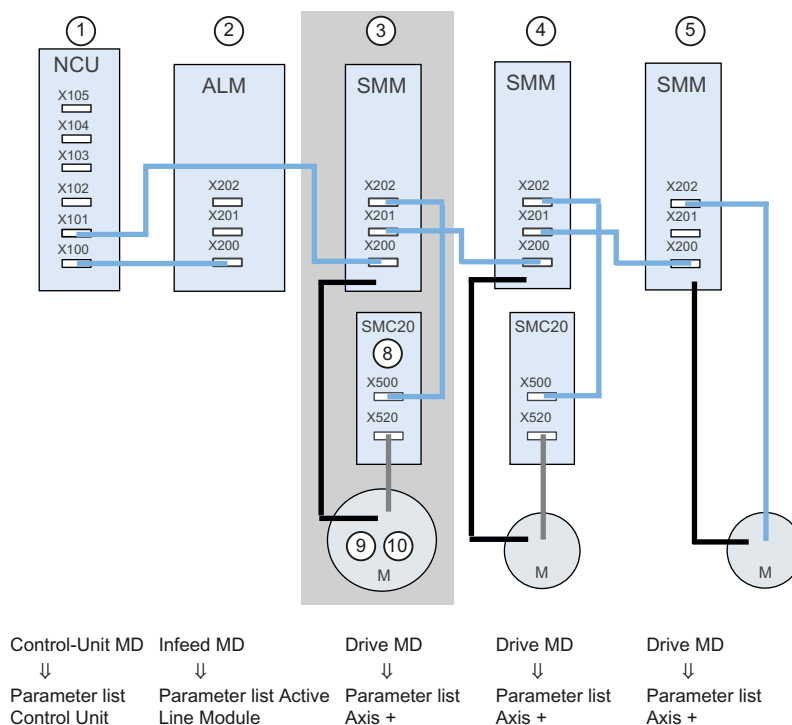 1 2 3 4 5
NCU
ALM
SMM
SMM
SMM
X105
X104
X103
X102
X101
X100
X202
X201
X200
X202
X201
X200
X202
X201
X200
X202
X201
X200
SMC20
8
X500
X520
SMC20
X500
X520
9 10
M
M
M
Control-Unit MD
⇓
Parameter list
Control Unit
Infeed MD
⇓
Parameter list Active
Line Module
Drive MD
⇓
Parameter list
Axis +
Drive MD
⇓
Parameter list
Axis +
Drive MD
⇓
Parameter list
Axis +